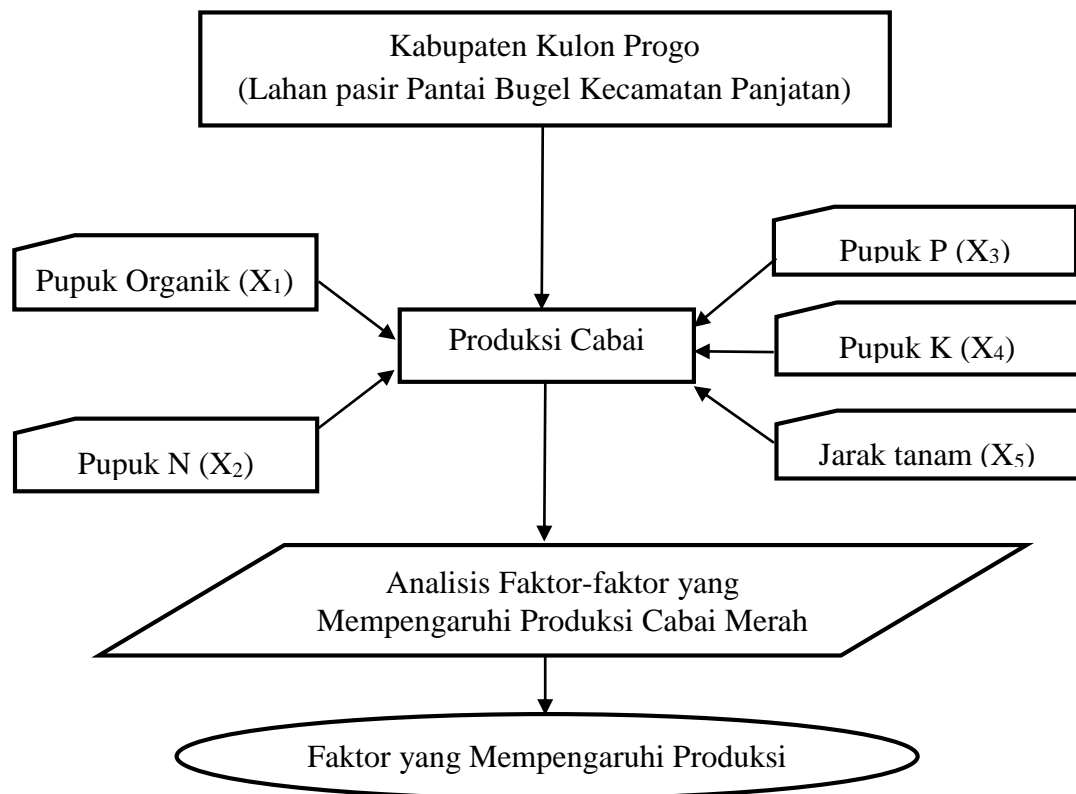 Kabupaten Kulon Progo
(Lahan pasir Pantai Bugel Kecamatan Panjatan)
Pupuk Organik (X₁)
Pupuk N (X₂)
Produksi Cabai
Pupuk P (X₃)
Pupuk K (X₄)
Jarak tanam (X₅)
Analisis Faktor-faktor yang
Mempengaruhi Produksi Cabai Merah
Faktor yang Mempengaruhi Produksi